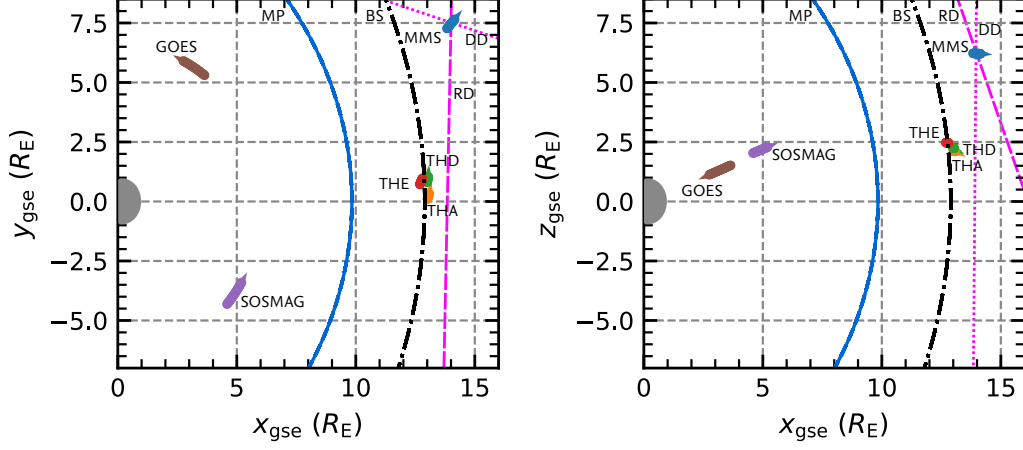 MP
BS
MMS
DD
GOES
RD
THD
THE
THA
SOSMAG
7.5
5.0
2.5
0.0
−2.5
−5.0
0
5
10
15
y_gse (R_E)
x_gse (R_E)
MP
BS
RD
DD
MMS
THE
THD
THA
SOSMAG
GOES
7.5
5.0
2.5
0.0
−2.5
−5.0
0
5
10
15
z_gse (R_E)
x_gse (R_E)